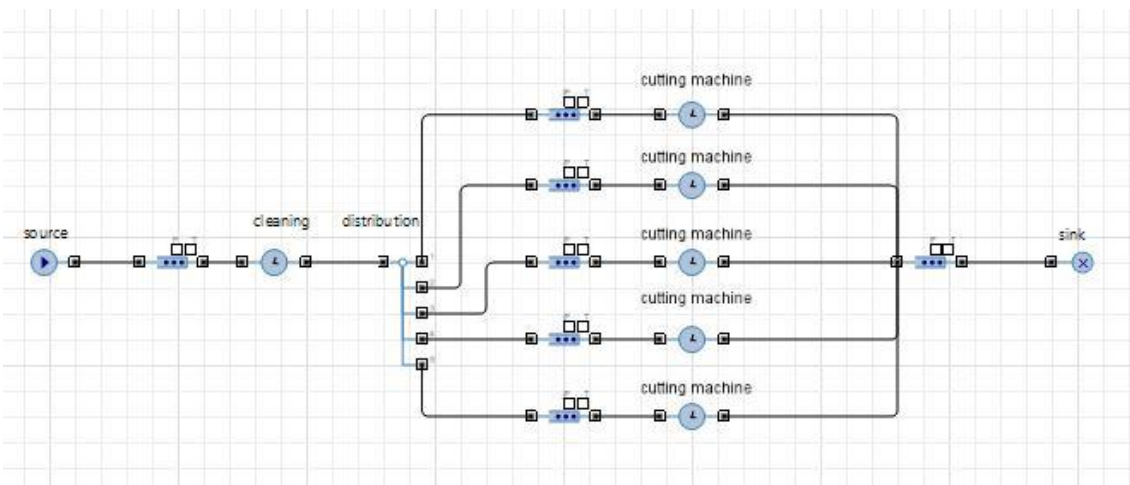 cutting machine
cutting machine
cleaning
distribution
source
cutting machine
sink
cutting machine
cutting machine